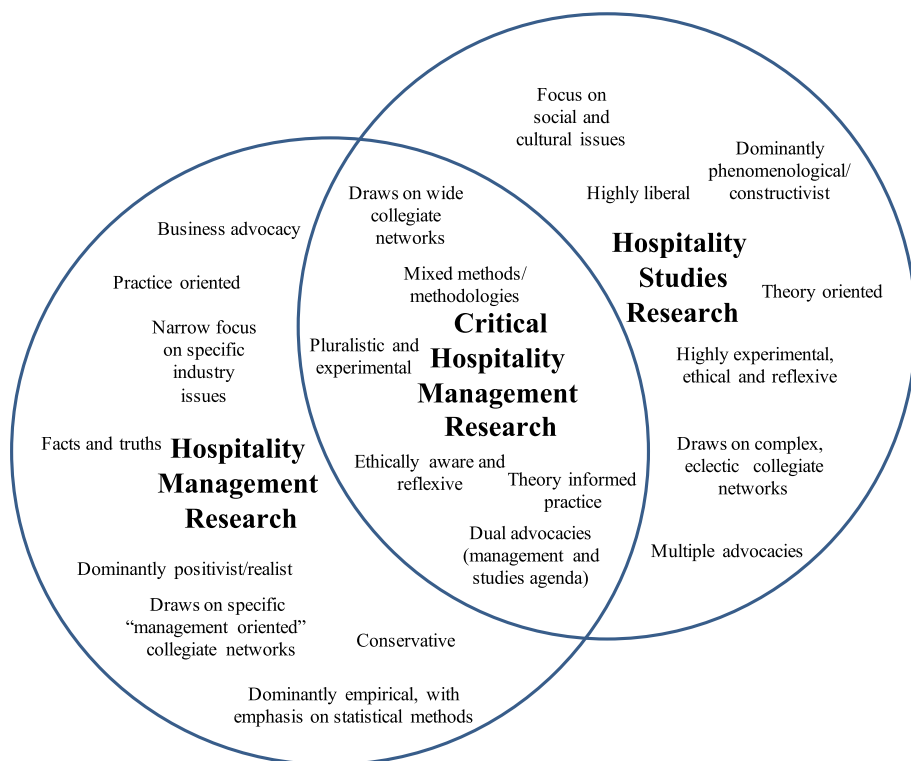 Focus on
social and
cultural issues
Dominantly
phenomenological/
constructivist
Highly liberal
Hospitality
Studies
Research
Theory oriented
Highly experimental,
ethical and reflexive
Draws on complex,
eclectic collegiate
networks
Multiple advocacies
Draws on wide
collegiate
networks
Mixed methods/
methodologies
Critical
Hospitality
Management
Research
Pluralistic and
experimental
Ethically aware and
reflexive
Theory informed
practice
Dual advocacies
(management and
studies agenda)
Business advocacy
Practice oriented
Narrow focus
on specific
industry
issues
Facts and truths
Hospitality
Management
Research
Dominantly positivist/realist
Draws on specific
“management oriented”
collegiate networks
Conservative
Dominantly empirical, with
emphasis on statistical methods